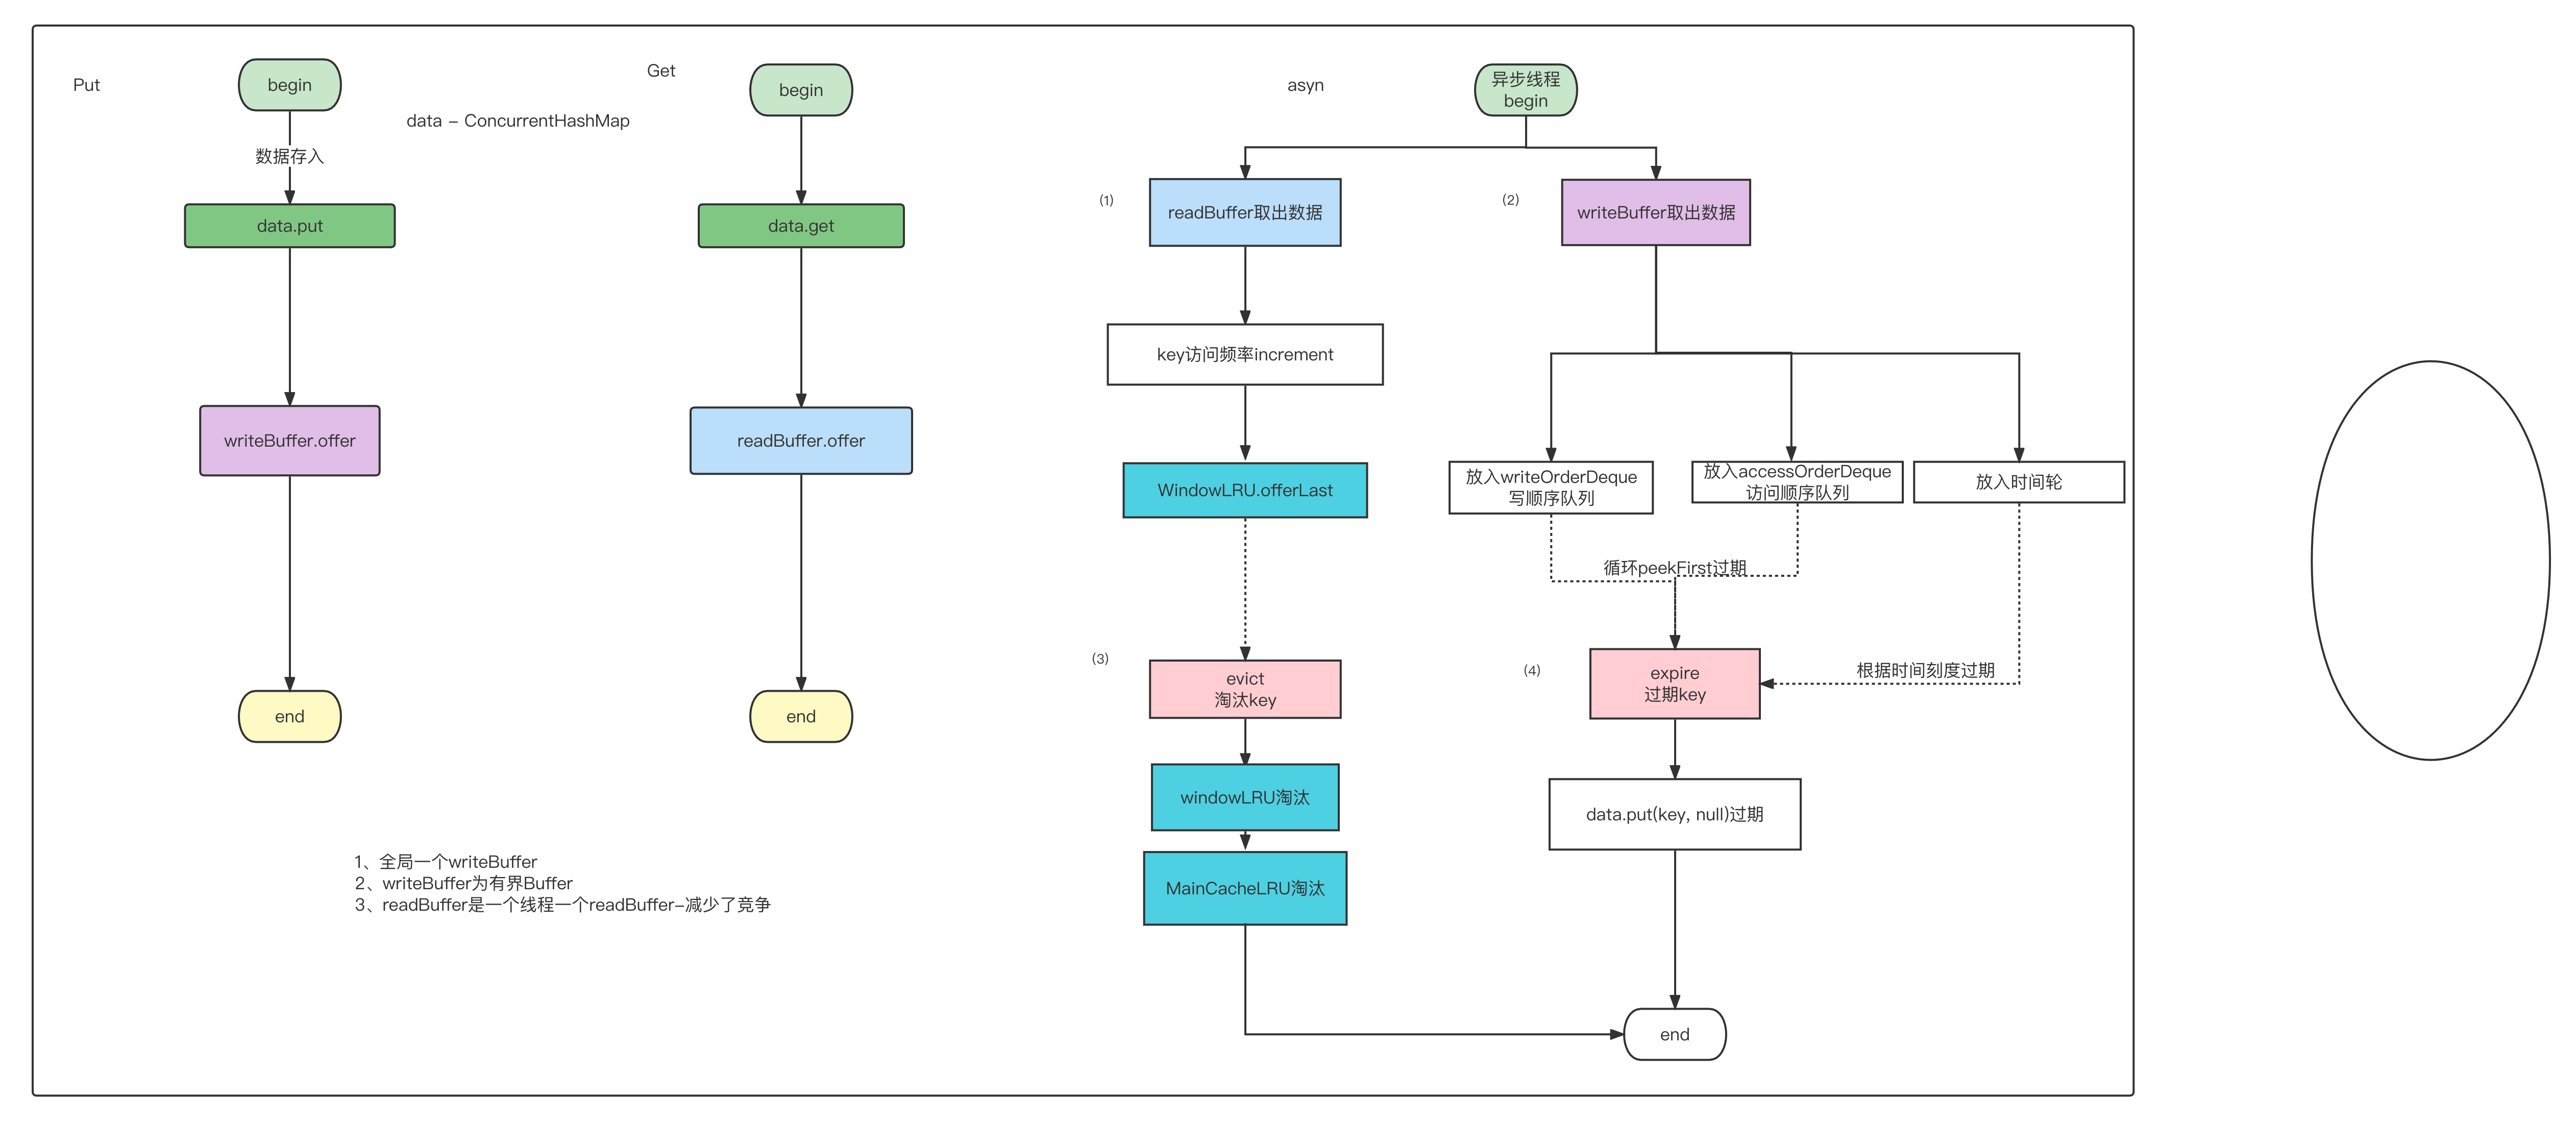 Put
begin
数据存入
data.put
writeBuffer.offer
end
data - ConcurrentHashMap
Get
begin
data.get
readBuffer.offer
end
1、全局一个writeBuffer
2、writeBuffer为有界Buffer
3、readBuffer是一个线程一个readBuffer-减少了竞争
asyn
异步线程
begin
(1)
readBuffer取出数据
(2)
writeBuffer取出数据
key访问频率increment
WindowLRU.offerLast
放入writeOrderDeque
写顺序队列
放入accessOrderDeque
访问顺序队列
放入时间轮
循环peekFirst过期
(3)
evict
淘汰key
(4)
expire
过期key
根据时间刻度过期
windowLRU淘汰
data.put(key, null)过期
MainCacheLRU淘汰
end